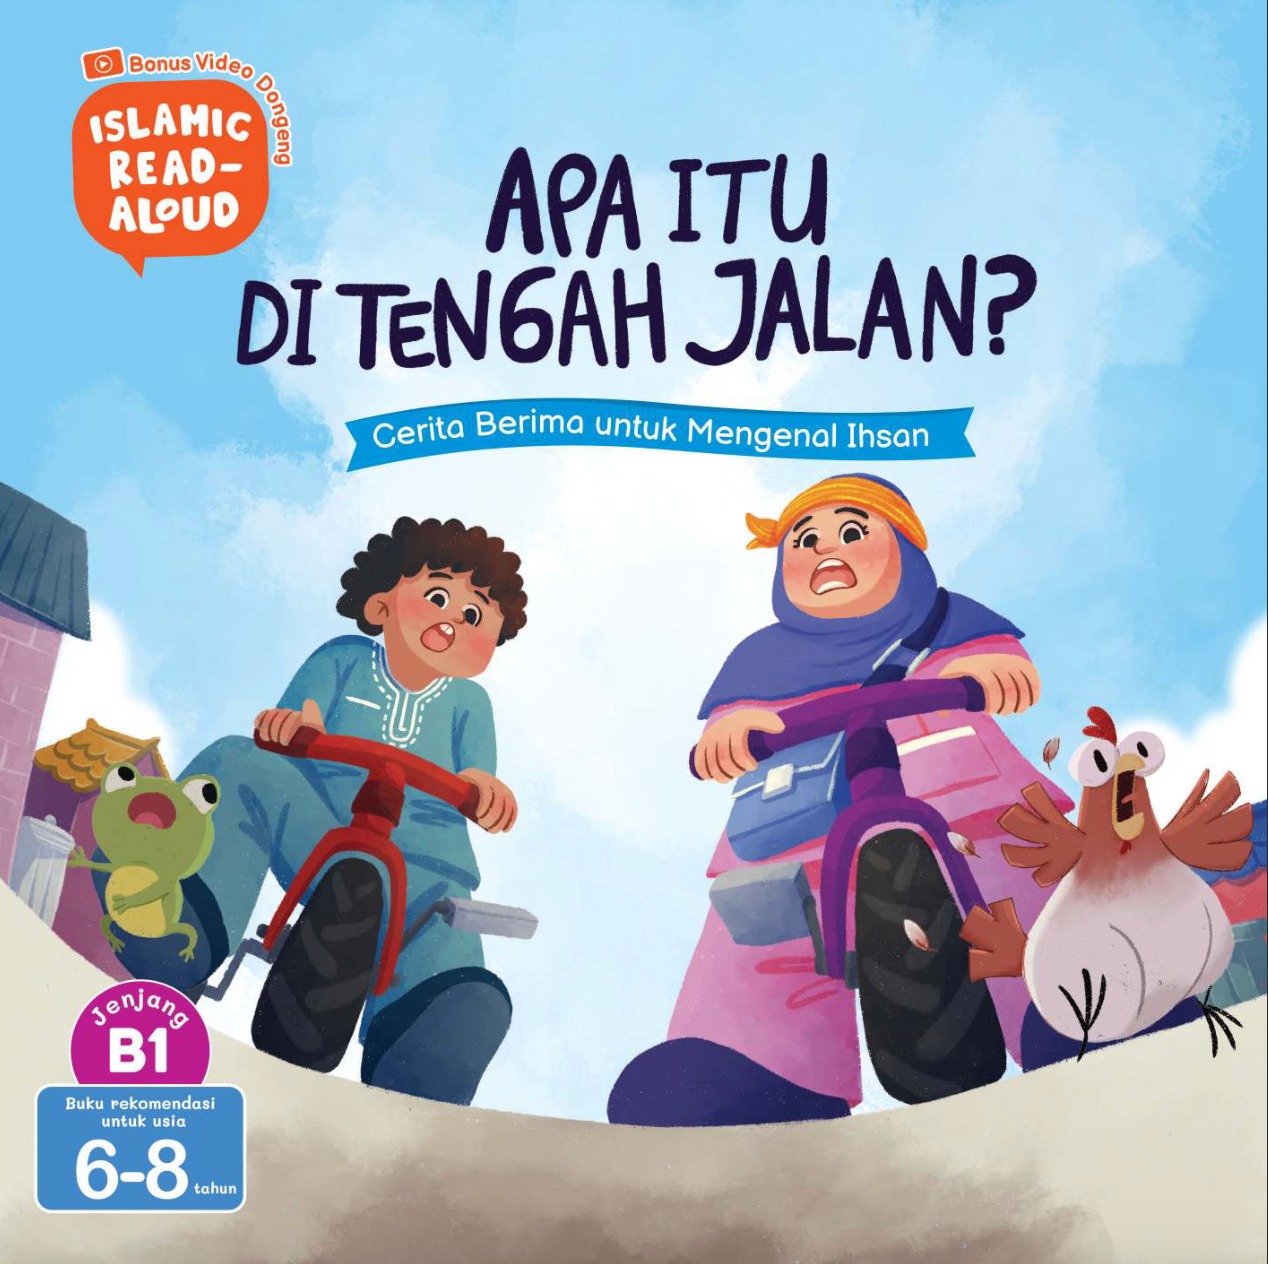 Bonus Video Dongeng
ISLAMIC
READ-
ALOUD
APA ITU
DI TENGAH JALAN?
Cerita Berima untuk Mengenal Ihsan
Jenjang
B1
Buku rekomendasi
untuk usia
6-8 tahun